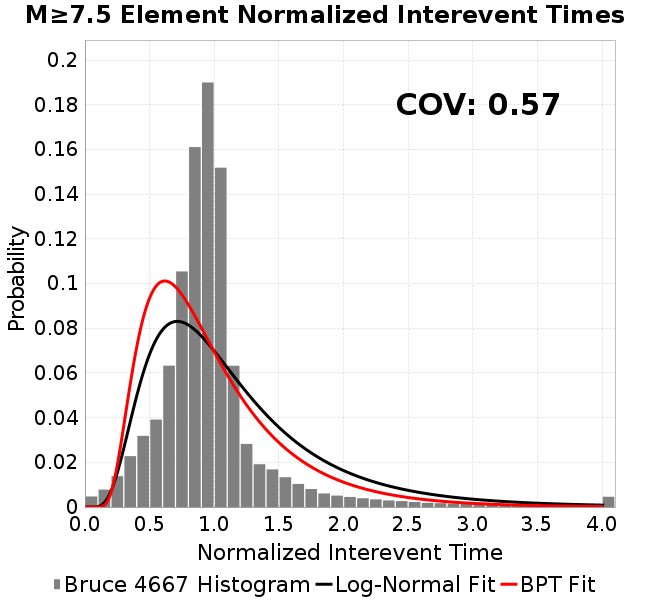 M≥7.5 Element Normalized Interevent Times
COV: 0.57
Probability
0.2
0.18
0.16
0.14
0.12
0.1
0.08
0.06
0.04
0.02
0
0.0 0.5 1.0 1.5 2.0 2.5 3.0 3.5 4.0
Normalized Interevent Time
Bruce 4667 Histogram Log-Normal Fit BPT Fit